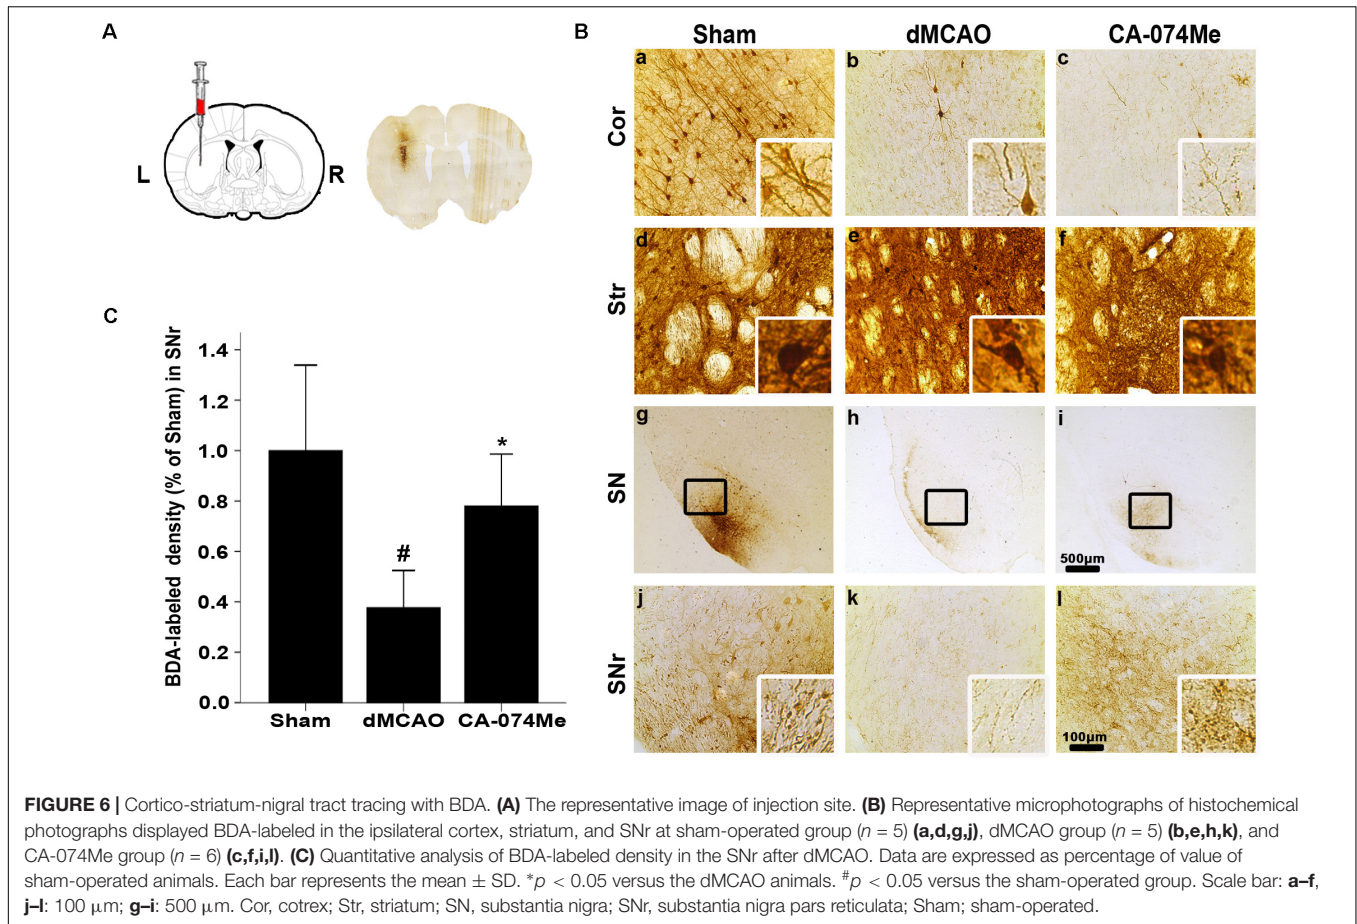 A
B
Sham
dMCAO
CA-074Me
L
R
Cor
a
b
c
Str
d
e
f
SN
g
h
i
500µm
SNr
j
k
l
100µm
C
BDA-labeled density (% of Sham) in SNr
1.4
1.2
1.0
0.8
0.6
0.4
0.2
0.0
#
*
Sham
dMCAO
CA-074Me
FIGURE 6 | Cortico-striatum-nigral tract tracing with BDA. (A) The representative image of injection site. (B) Representative microphotographs of histochemical
photographs displayed BDA-labeled in the ipsilateral cortex, striatum, and SNr at sham-operated group (n = 5) (a,d,g,j), dMCAO group (n = 5) (b,e,h,k), and
CA-074Me group (n = 6) (c,f,i,l). (C) Quantitative analysis of BDA-labeled density in the SNr after dMCAO. Data are expressed as percentage of value of
sham-operated animals. Each bar represents the mean ± SD. *p < 0.05 versus the dMCAO animals. #p < 0.05 versus the sham-operated group. Scale bar: a–f,
j–l: 100 µm; g–i: 500 µm. Cor, cotrex; Str, striatum; SN, substantia nigra; SNr, substantia nigra pars reticulata; Sham; sham-operated.